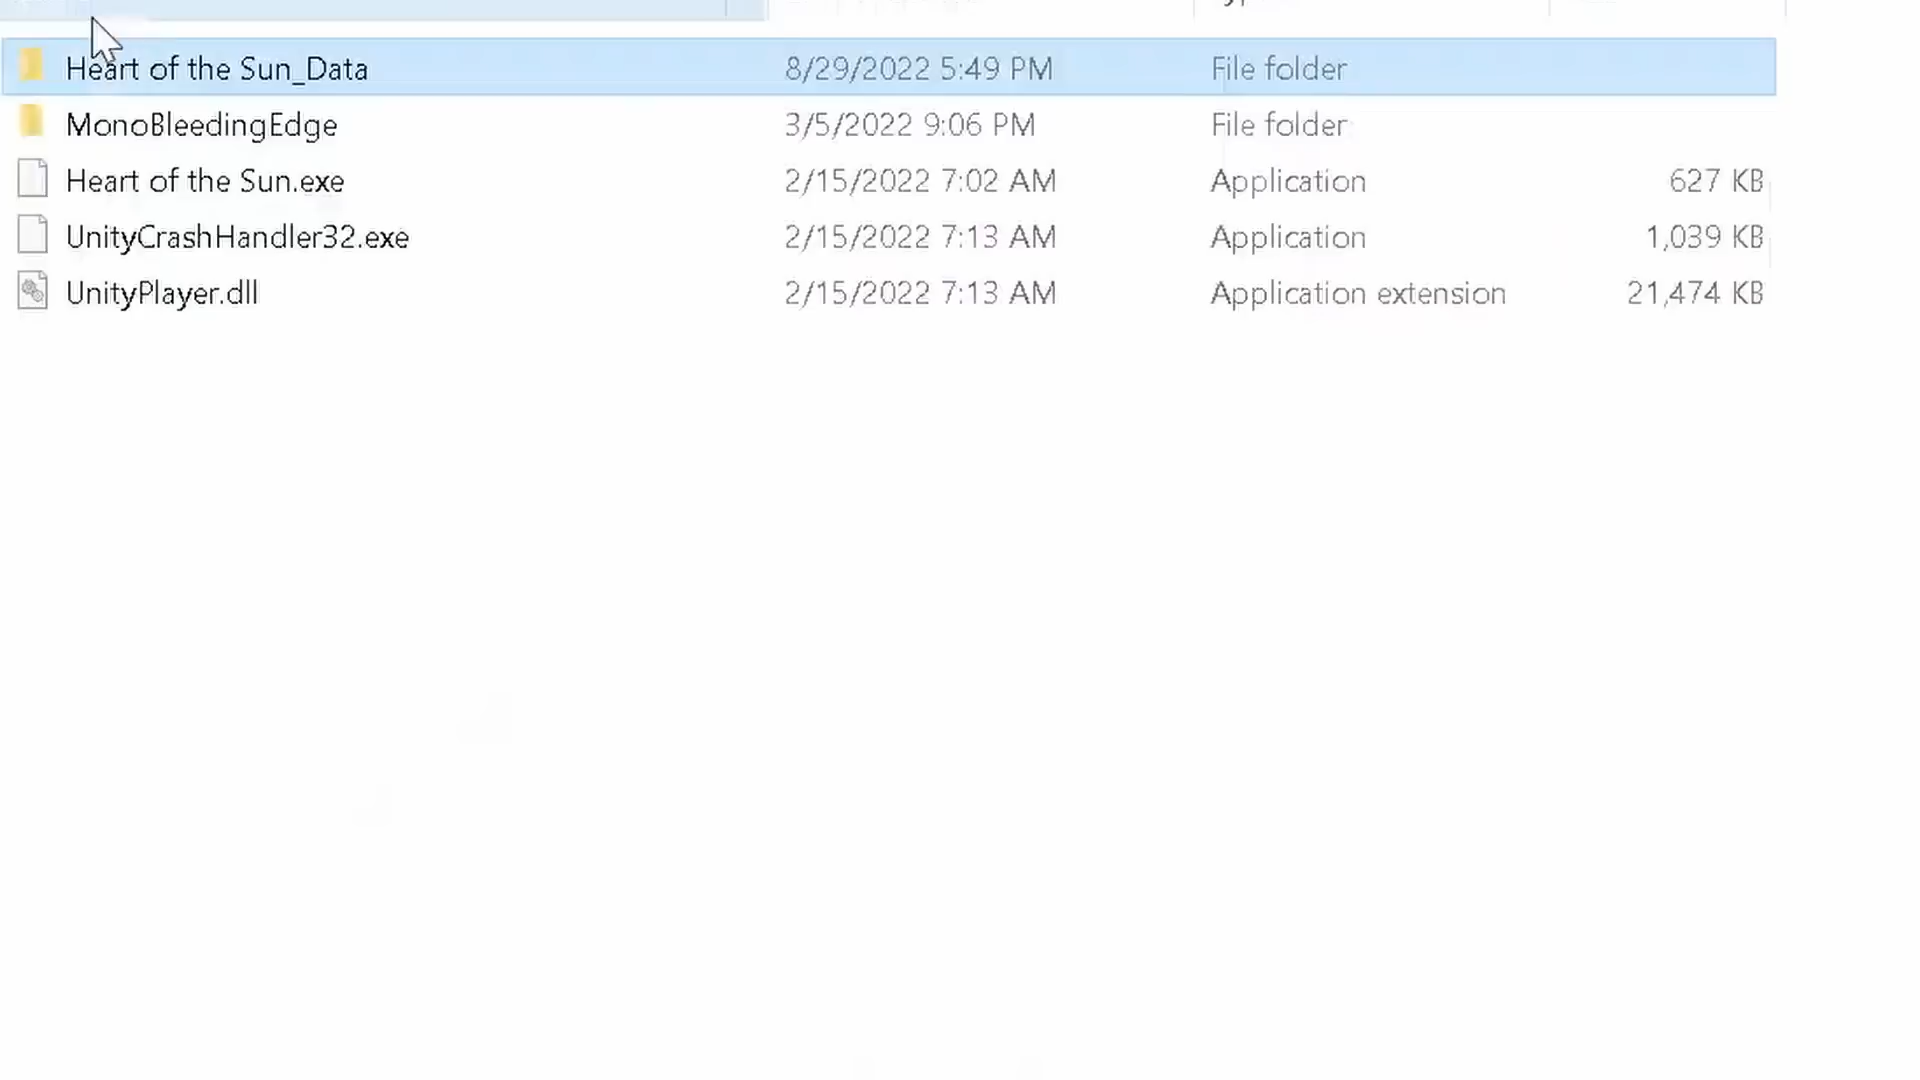 Heart of the Sun_Data 8/29/2022 5:49 PM File folder
MonoBleedingEdge 3/5/2022 9:06 PM File folder
Heart of the Sun.exe 2/15/2022 7:02 AM Application 627 KB
UnityCrashHandler32.exe 2/15/2022 7:13 AM Application 1,039 KB
UnityPlayer.dll 2/15/2022 7:13 AM Application extension 21,474 KB